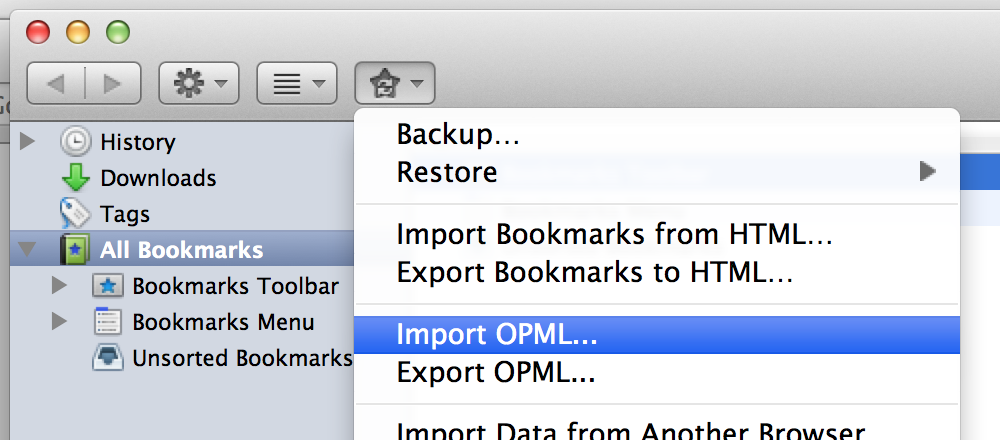 History
Downloads
Tags
All Bookmarks
Bookmarks Toolbar
Bookmarks Menu
Unsorted Bookmarks
Backup...
Restore
Import Bookmarks from HTML...
Export Bookmarks to HTML...
Import OPML...
Export OPML...
Import Data from Another Browser